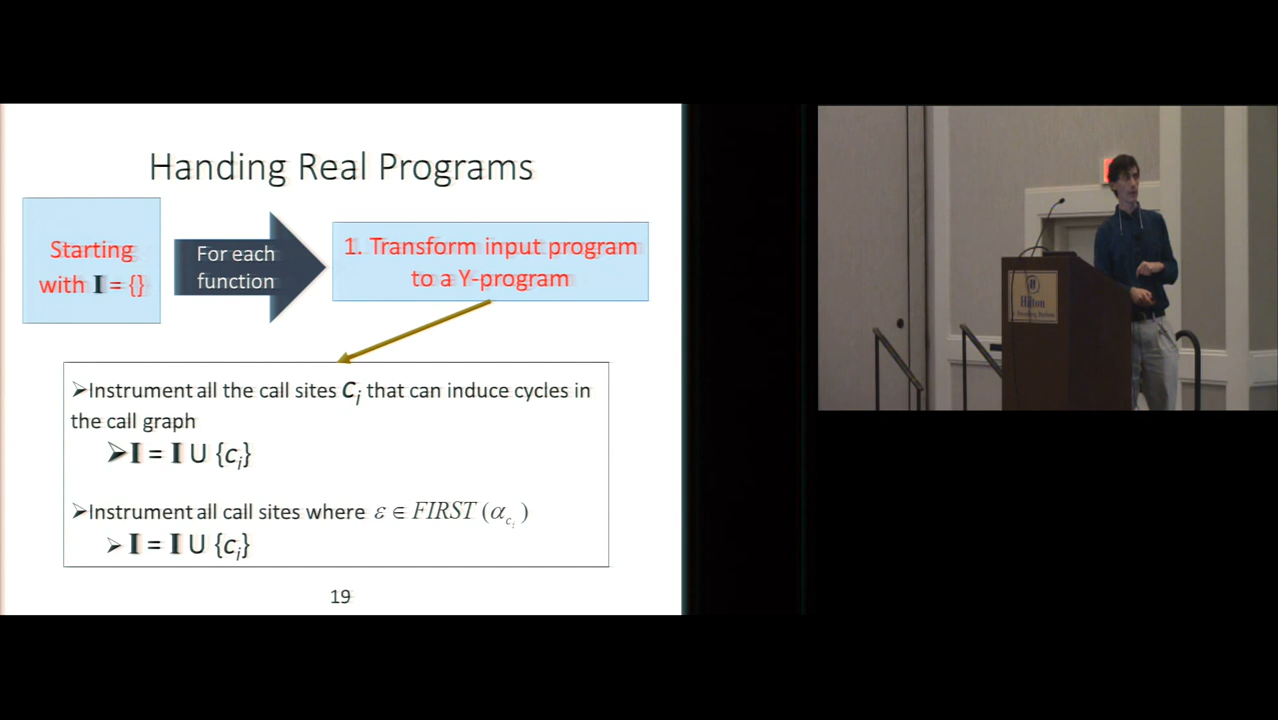 Handing Real Programs
Starting
with I = {}
For each
function
1. Transform input program
to a Y-program
➢Instrument all the call sites Ci that can induce cycles in
the call graph
➢I = I U {ci}
➢Instrument all call sites where ε ∈ FIRST (αci)
➢ I = I U {ci}
19
Hilton